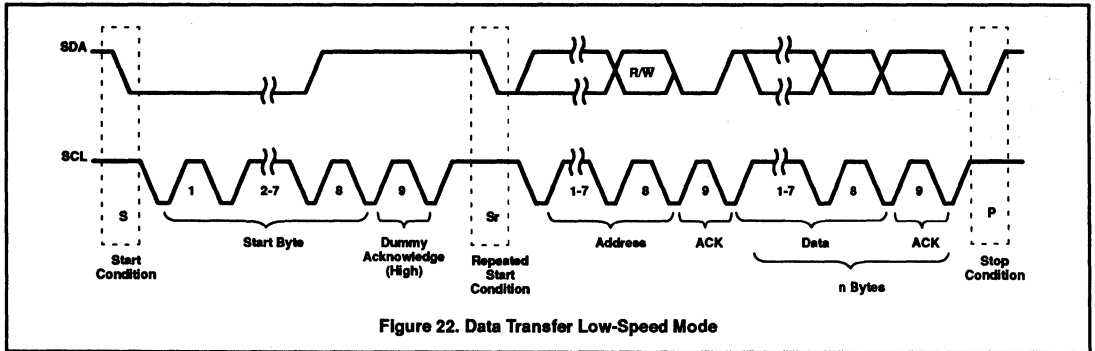 SDA
R/W
SCL
1
2-7
8
9
1-7
8
9
1-7
8
9
S
Sr
P
Start Byte
Dummy
Acknowledge
(High)
Address
ACK
Data
ACK
Start
Condition
Repeated
Start
Condition
Stop
Condition
n Bytes
Figure 22. Data Transfer Low-Speed Mode